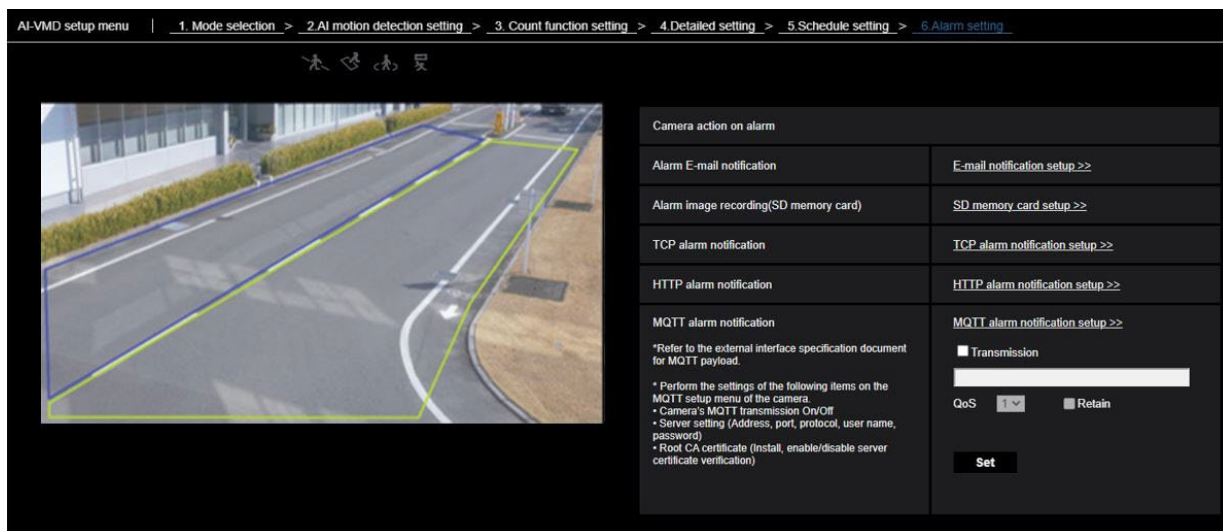 AI-VMD setup menu | 1. Mode selection > 2.AI motion detection setting > 3. Count function setting > 4.Detailed setting > 5.Schedule setting > 6.Alarm setting
Camera action on alarm
Alarm E-mail notification
E-mail notification setup >>
Alarm image recording(SD memory card)
SD memory card setup >>
TCP alarm notification
TCP alarm notification setup >>
HTTP alarm notification
HTTP alarm notification setup >>
MQTT alarm notification
*Refer to the external interface specification document
for MQTT payload.
* Perform the settings of the following items on the
MQTT setup menu of the camera.
• Camera's MQTT transmission On/Off
• Server setting (Address, port, protocol, user name,
password)
• Root CA certificate (Install, enable/disable server
certificate verification)
MQTT alarm notification setup >>
Transmission
QoS 1 Retain
Set